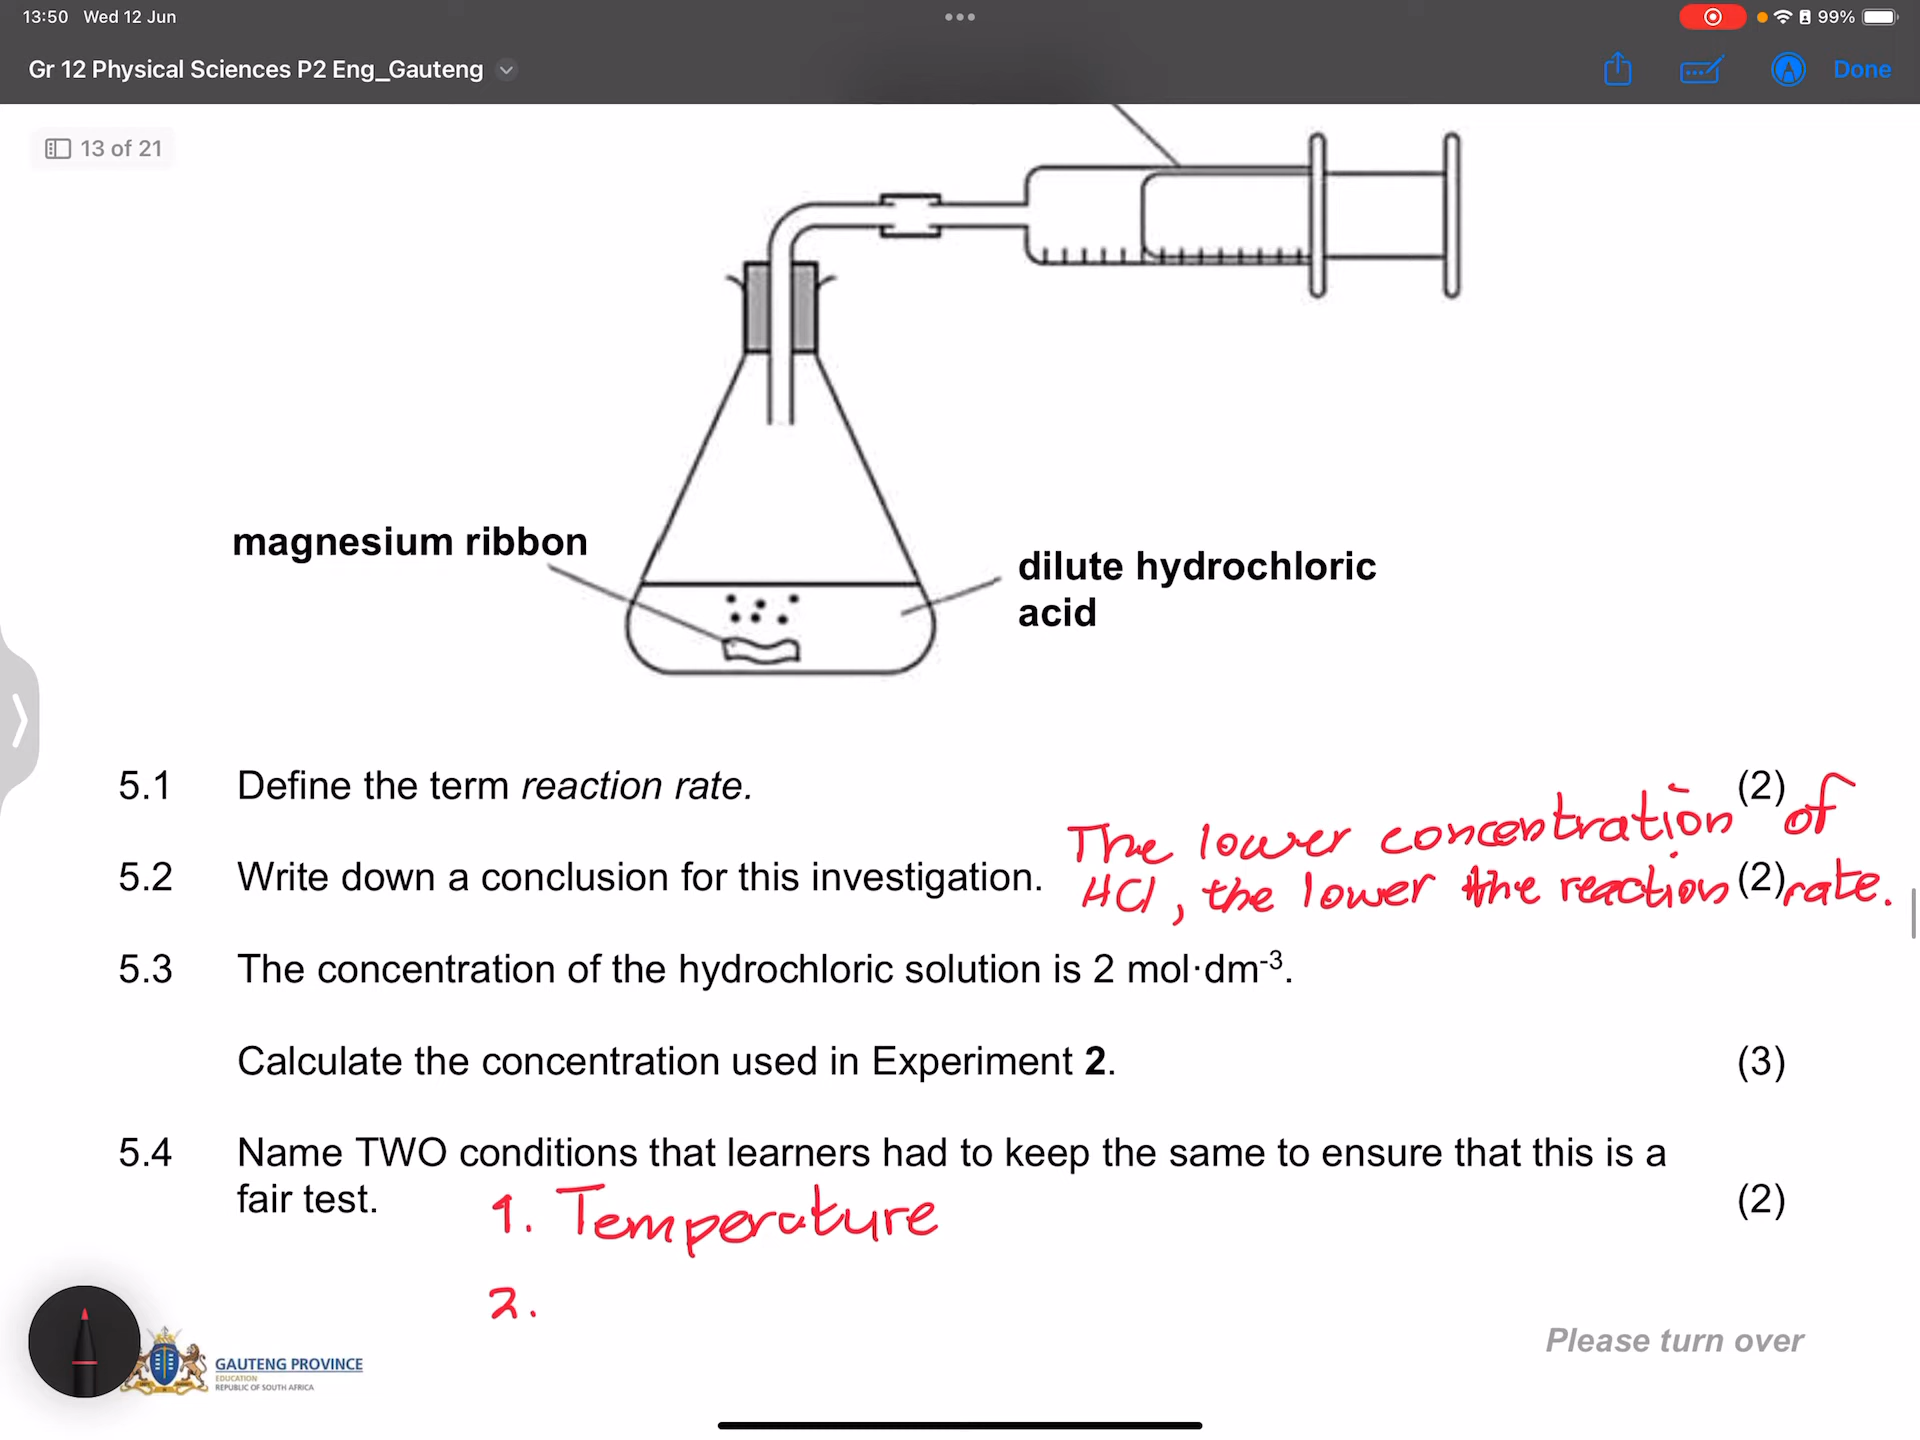 13:50 Wed 12 Jun
99%
Gr 12 Physical Sciences P2 Eng_Gauteng
Done
13 of 21
magnesium ribbon
dilute hydrochloric
acid
5.1 Define the term reaction rate. (2)
The lower concentration of
5.2 Write down a conclusion for this investigation. (2)
HCl, the lower the reaction rate.
5.3 The concentration of the hydrochloric solution is 2 mol·dm⁻³.
Calculate the concentration used in Experiment 2. (3)
5.4 Name TWO conditions that learners had to keep the same to ensure that this is a
fair test. (2)
1. Temperature
2.
Please turn over
GAUTENG PROVINCE
EDUCATION
REPUBLIC OF SOUTH AFRICA